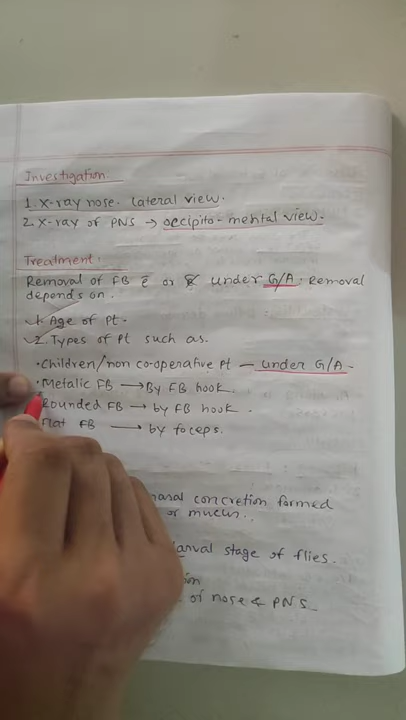 Investigation.
1. X-ray nose. lateral view.
2. X-ray of PNS → occipito-mental view.
Treatment:
Removal of FB c̄ or s̄ under G/A: Removal
depends on.
1. Age of Pt.
2. Types of Pt such as.
• Children/non co-operative Pt — under G/A-
• Metalic FB → By FB hook.
Rounded FB → by FB hook.
Flat FB → by foceps.
nasal concretion formed
or mucus..
larval stage of flies.
of nose & PNS